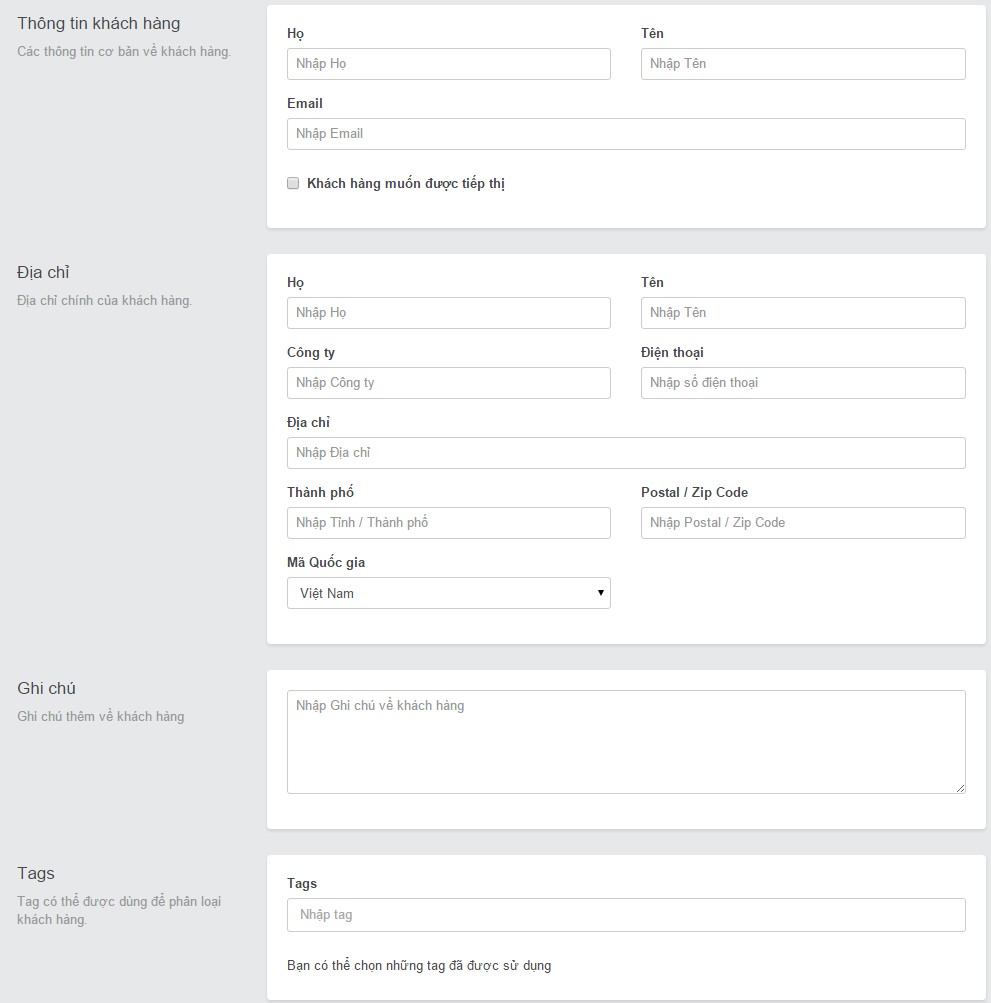 Thông tin khách hàng
Các thông tin cơ bản về khách hàng.
Họ
Tên
Nhập Họ
Nhập Tên
Email
Nhập Email
Khách hàng muốn được tiếp thị
Địa chỉ
Địa chỉ chính của khách hàng.
Họ
Tên
Nhập Họ
Nhập Tên
Công ty
Điện thoại
Nhập Công ty
Nhập số điện thoại
Địa chỉ
Nhập Địa chỉ
Thành phố
Postal / Zip Code
Nhập Tỉnh / Thành phố
Nhập Postal / Zip Code
Mã Quốc gia
Việt Nam
Ghi chú
Ghi chú thêm về khách hàng
Nhập Ghi chú về khách hàng
Tags
Tag có thể được dùng để phân loại
khách hàng.
Tags
Nhập tag
Bạn có thể chọn những tag đã được sử dụng